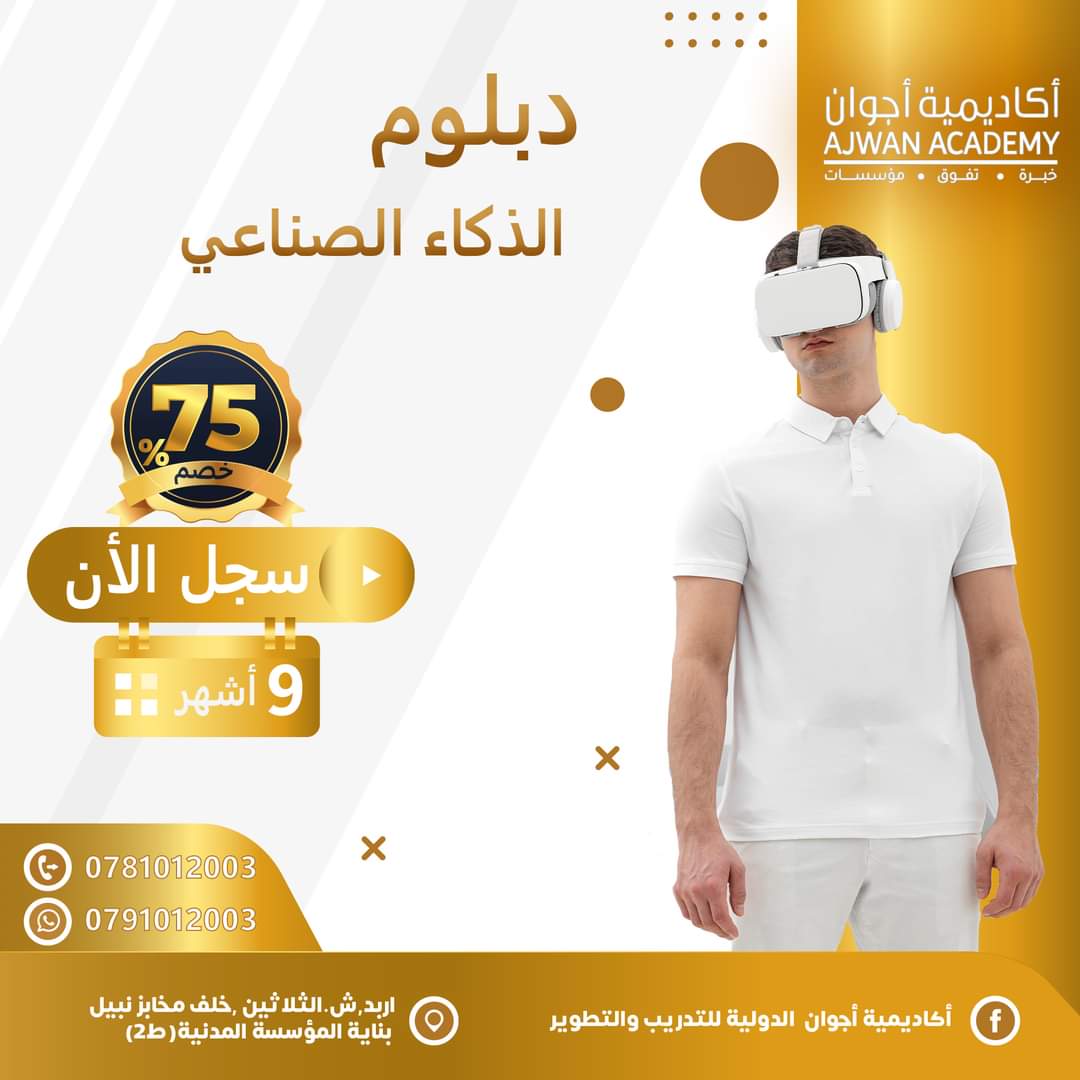 أكاديمية أجوان
AJWAN ACADEMY
خبرة • تفوق • مؤسسات
دبلوم
الذكاء الصناعي
%75
خصم
سجل الأن
9 أشهر
0781012003
0791012003
أكاديمية أجوان الدولية للتدريب والتطوير
اربد,ش.الثلاثين ,خلف مخابز نبيل
بناية المؤسسة المدنية(ط2)